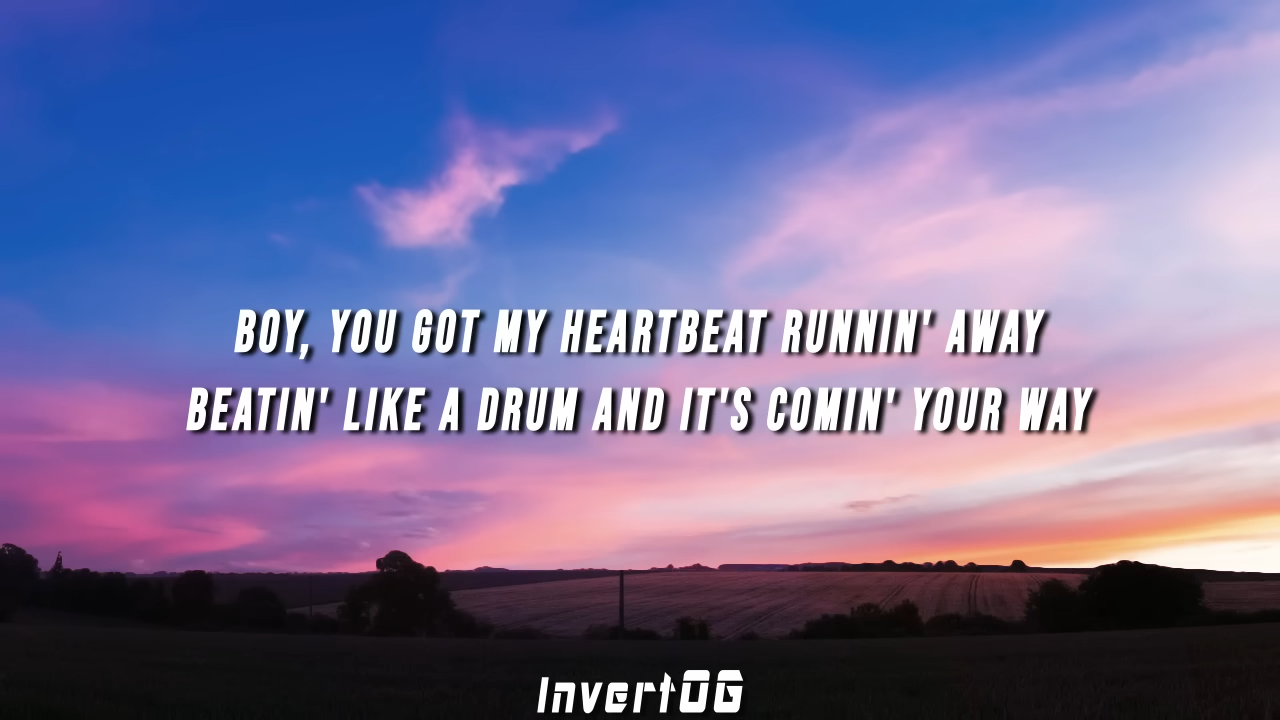 BOY, YOU GOT MY HEARTBEAT RUNNIN' AWAY
BEATIN' LIKE A DRUM AND IT'S COMIN' YOUR WAY
InvertOG